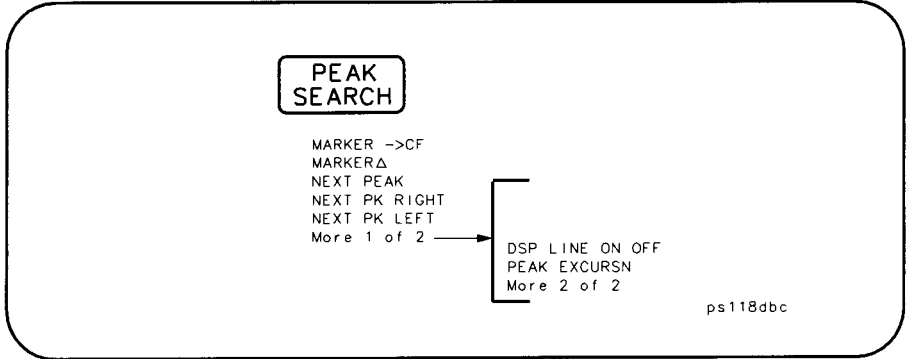 PEAK
SEARCH
MARKER ->CF
MARKERΔ
NEXT PEAK
NEXT PK RIGHT
NEXT PK LEFT
More 1 of 2
DSP LINE ON OFF
PEAK EXCURSN
More 2 of 2
ps118dbc